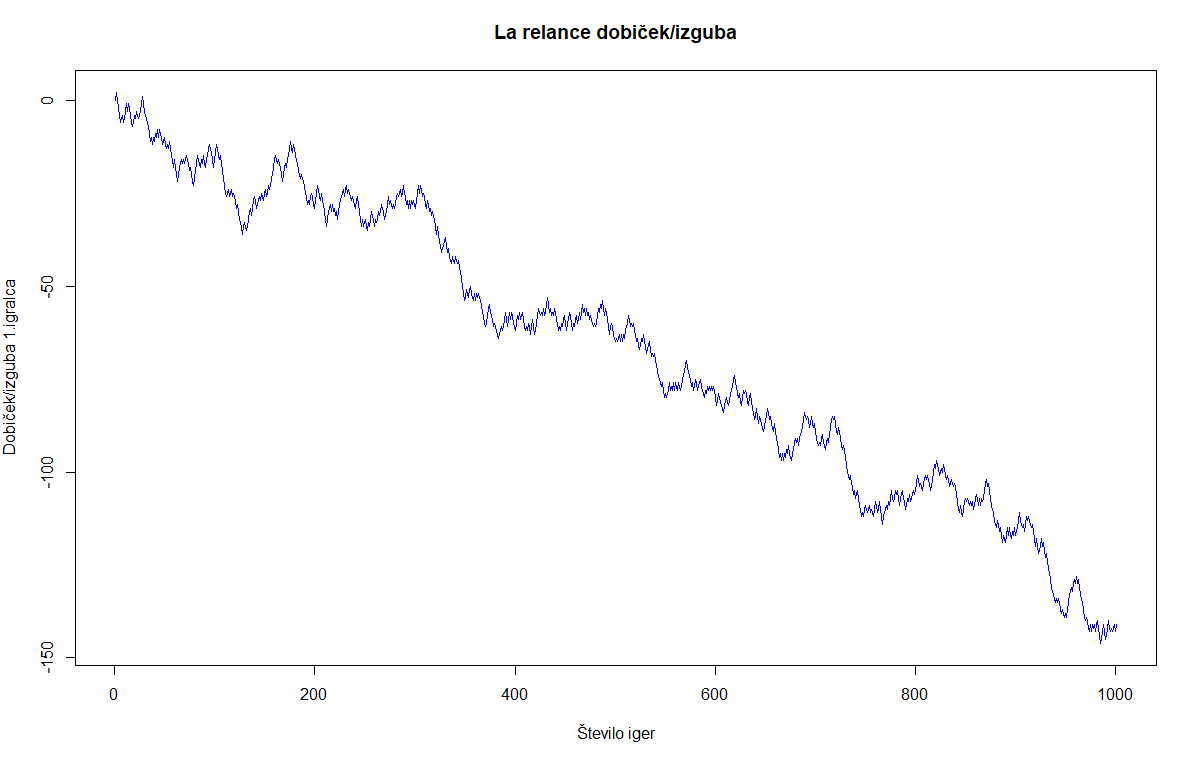 La relance dobiček/izguba
Dobiček/izguba 1.igralca
0
-50
-100
-150
0 200 400 600 800 1000
Število iger